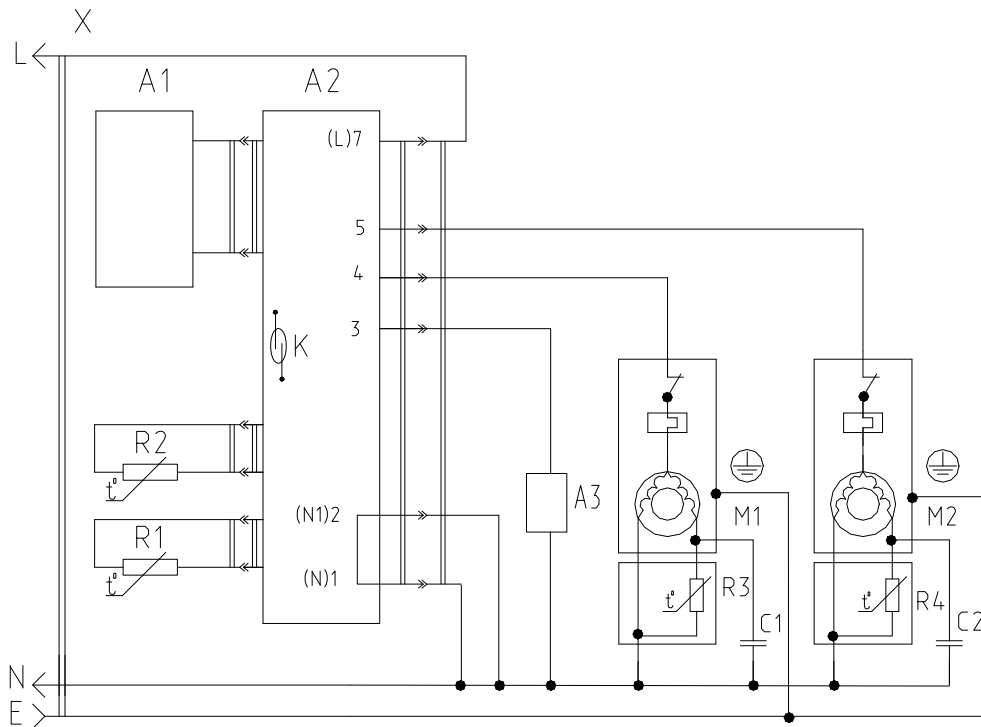 X
L
A1 A2
(L)7
5
4
3
K
R2
t°
A3
(N1)2
M1 M2
R1
t°
(N)1
R3 R4
t° t°
C1 C2
N
E